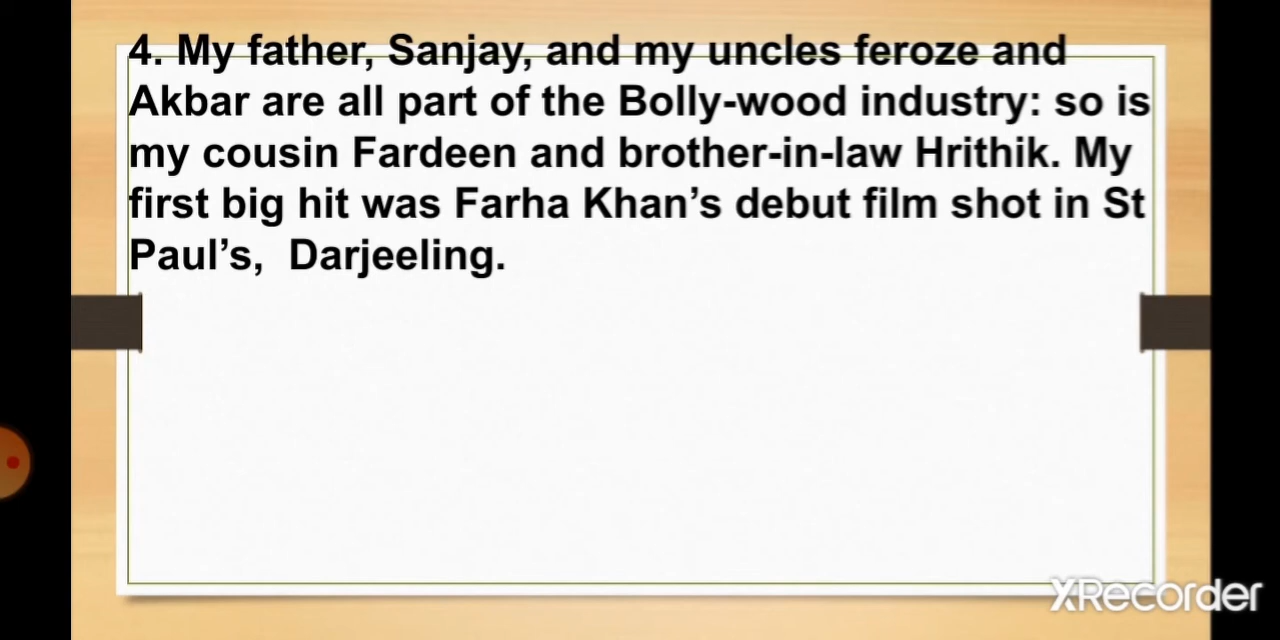 4. My father, Sanjay, and my uncles feroze and
Akbar are all part of the Bolly-wood industry: so is
my cousin Fardeen and brother-in-law Hrithik. My
first big hit was Farha Khan’s debut film shot in St
Paul’s,  Darjeeling.
XRecorder